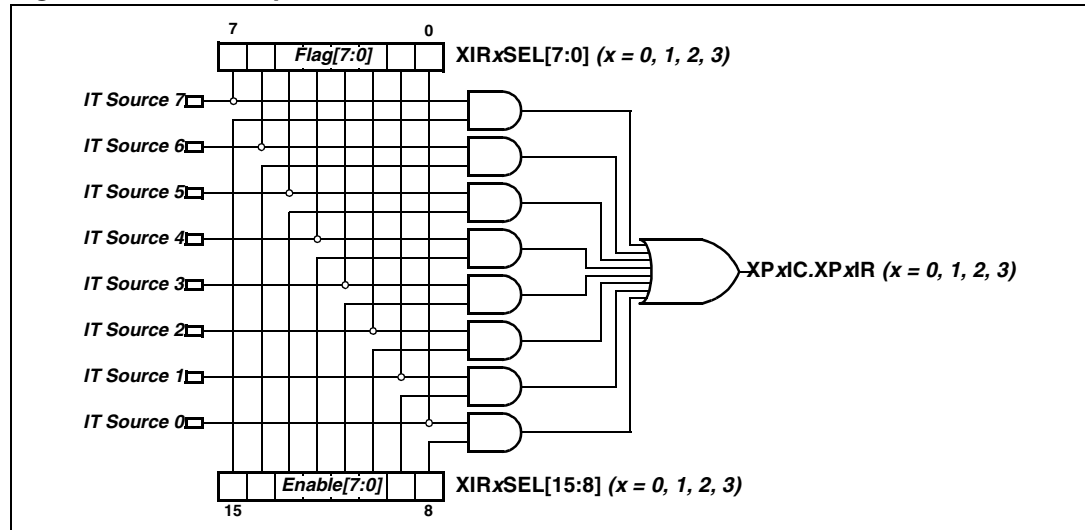 7 0
Flag[7:0] XIRxSEL[7:0] (x = 0, 1, 2, 3)
IT Source 7
IT Source 6
IT Source 5
IT Source 4
XPxIC.XPxIR (x = 0, 1, 2, 3)
IT Source 3
IT Source 2
IT Source 1
IT Source 0
Enable[7:0] XIRxSEL[15:8] (x = 0, 1, 2, 3)
15 8